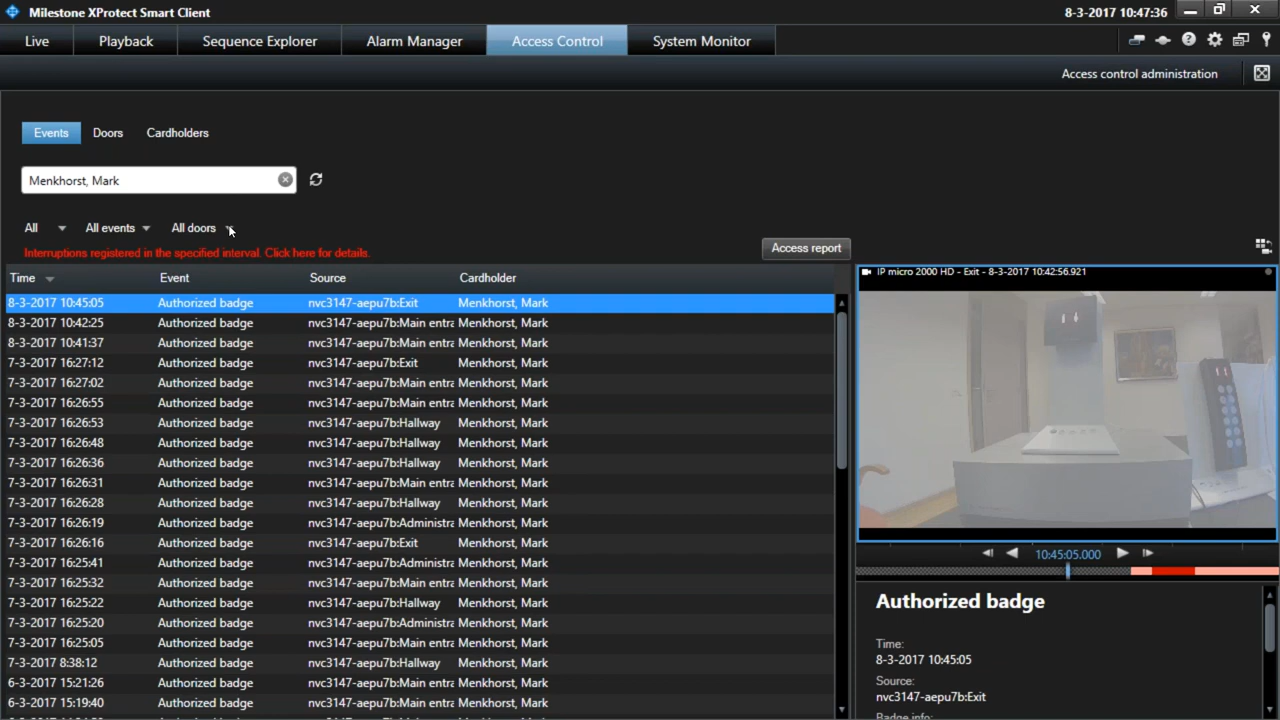 Milestone XProtect Smart Client 8-3-2017 10:47:36
Live Playback Sequence Explorer Alarm Manager Access Control System Monitor
Access control administration
Events Doors Cardholders
Menkhorst, Mark
All All events All doors
Interruptions registered in the specified interval. Click here for details.
Access report
Time Event Source Cardholder
8-3-2017 10:45:05 Authorized badge nvc3147-aepu7b:Exit Menkhorst, Mark
8-3-2017 10:42:25 Authorized badge nvc3147-aepu7b:Main entra Menkhorst, Mark
8-3-2017 10:41:37 Authorized badge nvc3147-aepu7b:Main entra Menkhorst, Mark
7-3-2017 16:27:12 Authorized badge nvc3147-aepu7b:Exit Menkhorst, Mark
7-3-2017 16:27:02 Authorized badge nvc3147-aepu7b:Main entra Menkhorst, Mark
7-3-2017 16:26:55 Authorized badge nvc3147-aepu7b:Main entra Menkhorst, Mark
7-3-2017 16:26:53 Authorized badge nvc3147-aepu7b:Hallway Menkhorst, Mark
7-3-2017 16:26:48 Authorized badge nvc3147-aepu7b:Hallway Menkhorst, Mark
7-3-2017 16:26:36 Authorized badge nvc3147-aepu7b:Hallway Menkhorst, Mark
7-3-2017 16:26:31 Authorized badge nvc3147-aepu7b:Main entra Menkhorst, Mark
7-3-2017 16:26:28 Authorized badge nvc3147-aepu7b:Hallway Menkhorst, Mark
7-3-2017 16:26:19 Authorized badge nvc3147-aepu7b:Administra Menkhorst, Mark
7-3-2017 16:26:16 Authorized badge nvc3147-aepu7b:Exit Menkhorst, Mark
7-3-2017 16:25:41 Authorized badge nvc3147-aepu7b:Administra Menkhorst, Mark
7-3-2017 16:25:32 Authorized badge nvc3147-aepu7b:Main entra Menkhorst, Mark
7-3-2017 16:25:22 Authorized badge nvc3147-aepu7b:Hallway Menkhorst, Mark
7-3-2017 16:25:20 Authorized badge nvc3147-aepu7b:Administra Menkhorst, Mark
7-3-2017 16:25:05 Authorized badge nvc3147-aepu7b:Main entra Menkhorst, Mark
7-3-2017 8:38:12 Authorized badge nvc3147-aepu7b:Hallway Menkhorst, Mark
6-3-2017 15:21:26 Authorized badge nvc3147-aepu7b:Main entra Menkhorst, Mark
6-3-2017 15:19:40 Authorized badge nvc3147-aepu7b:Main entra Menkhorst, Mark
IP micro 2000 HD - Exit - 8-3-2017 10:42:56.921
10:45:05.000
Authorized badge
Time:
8-3-2017 10:45:05
Source:
nvc3147-aepu7b:Exit
Badge info: